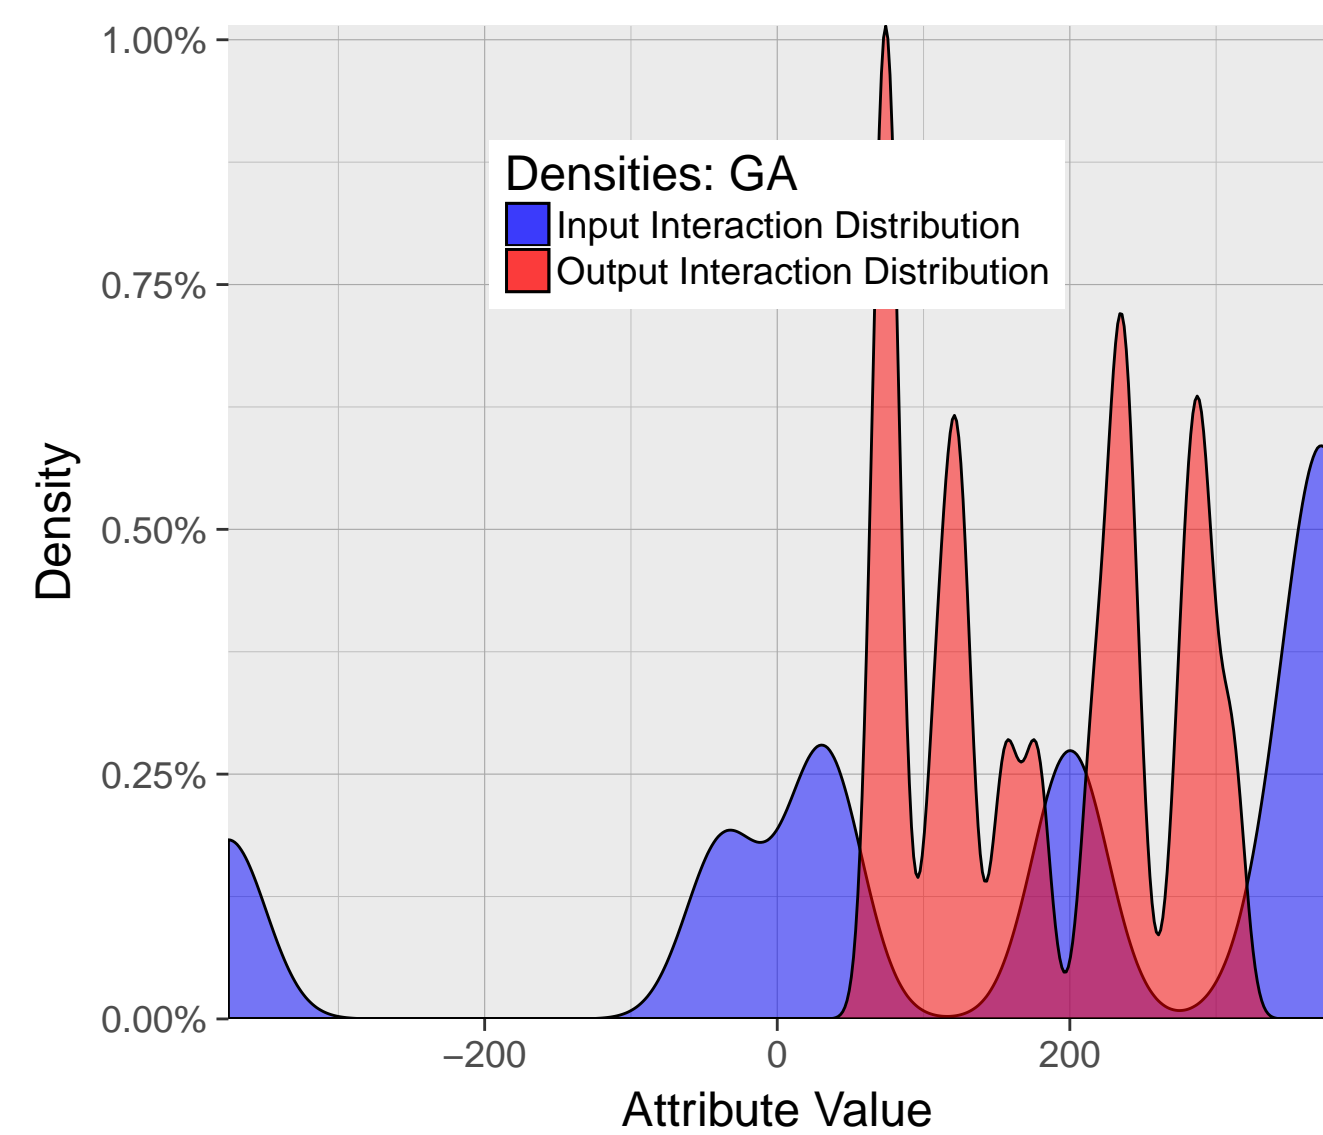 1.00%
0.75%
0.50%
0.25%
0.00%
Density
Densities: GA
Input Interaction Distribution
Output Interaction Distribution
−200
0
200
Attribute Value